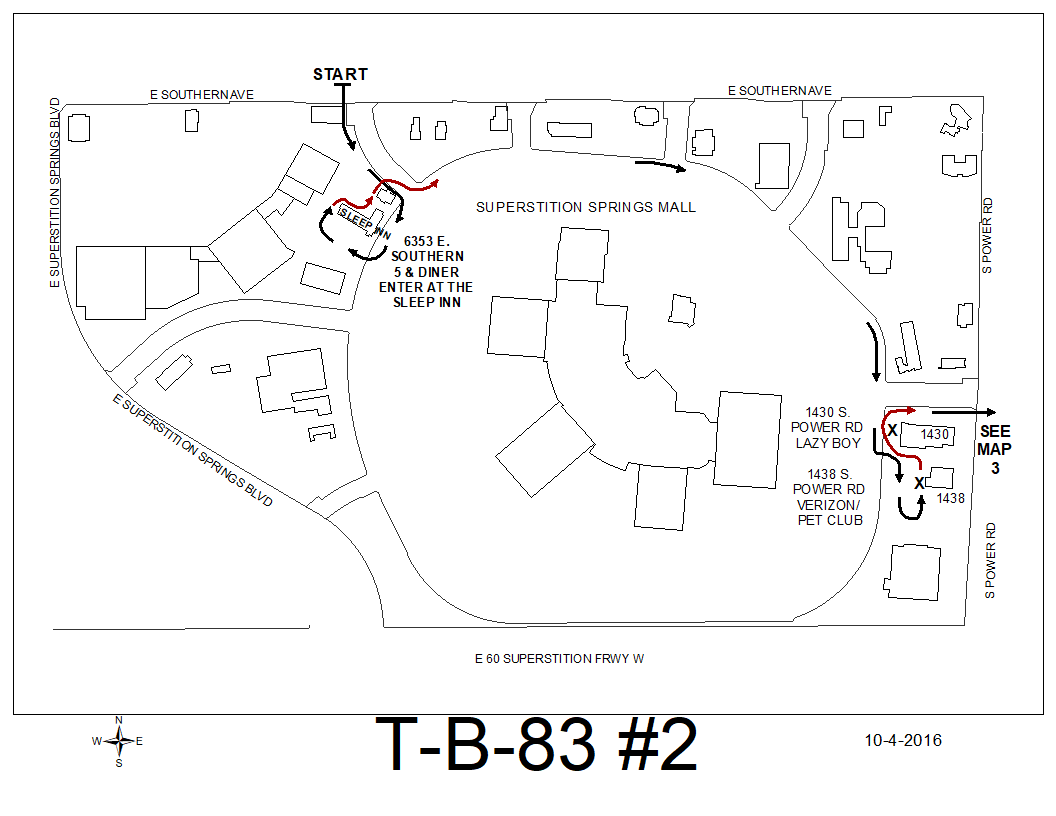 START
E SOUTHERNAVE
E SOUTHERNAVE
E SUPERSTITION SPRINGS BLVD
S POWER RD
SUPERSTITION SPRINGS MALL
SLEEP INN
6353 E.
SOUTHERN
5 & DINER
ENTER AT THE
SLEEP INN
E SUPERSTITION SPRINGS BLVD
1430 S.
POWER RD
LAZY BOY
X
1430
SEE
MAP
3
1438 S.
POWER RD
VERIZON/
PET CLUB
X
1438
S POWER RD
E 60 SUPERSTITION FRWY W
N
W E
S
T-B-83 #2
10-4-2016